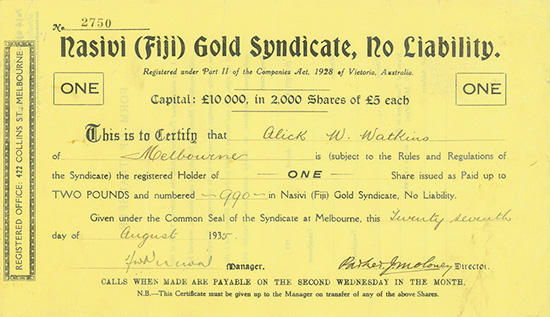 No 2750
Nasivi (Fiji) Gold Syndicate, No Liability.
Registered under Part II of the Companies Act, 1928 of Victoria, Australia.
ONE
ONE
Capital: £10,000, in 2,000 Shares of £5 each
This is to Certify that Alick W. Watkins
of Melbourne is (subject to the Rules and Regulations of
the Syndicate) the registered Holder of ONE Share issued as Paid up to
TWO POUNDS and numbered —990— in Nasivi (Fiji) Gold Syndicate, No Liability.
Given under the Common Seal of the Syndicate at Melbourne, this Twenty seventh
day of August 1935.
Manager.
Parker J. Moloney Director.
CALLS WHEN MADE ARE PAYABLE ON THE SECOND WEDNESDAY IN THE MONTH.
N.B.—This Certificate must be given up to the Manager on transfer of any of the above Shares.
REGISTERED OFFICE: 422 COLLINS ST., MELBOURNE